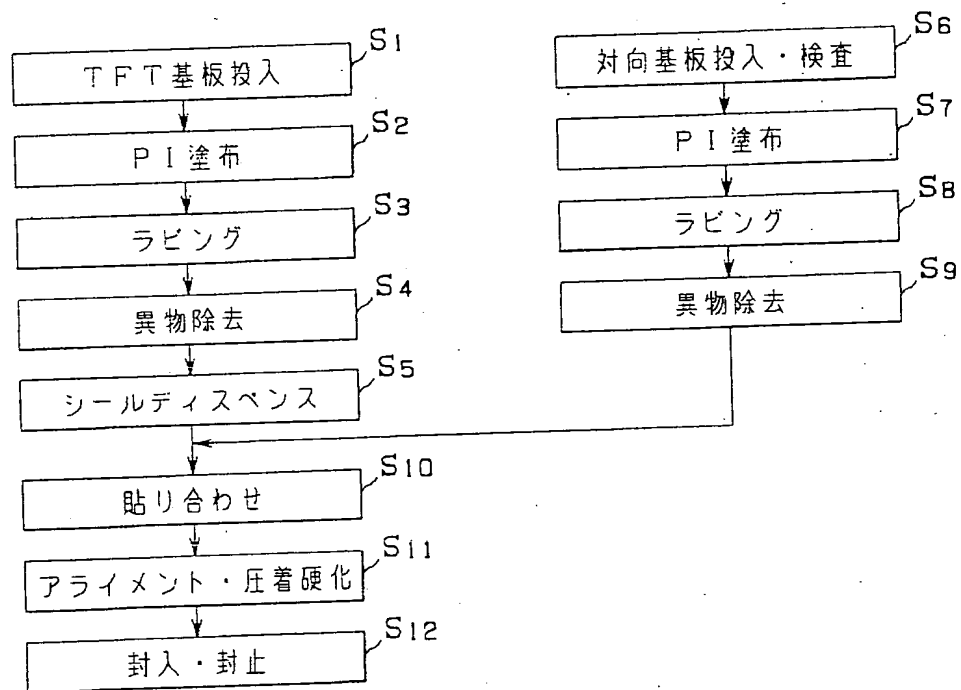 S1
TFT基板投入
S2
PI塗布
S3
ラビング
S4
異物除去
S5
シールディスペンス
S6
対向基板投入・検査
S7
PI塗布
S8
ラビング
S9
異物除去
S10
貼り合わせ
S11
アライメント・圧着硬化
S12
封入・封止